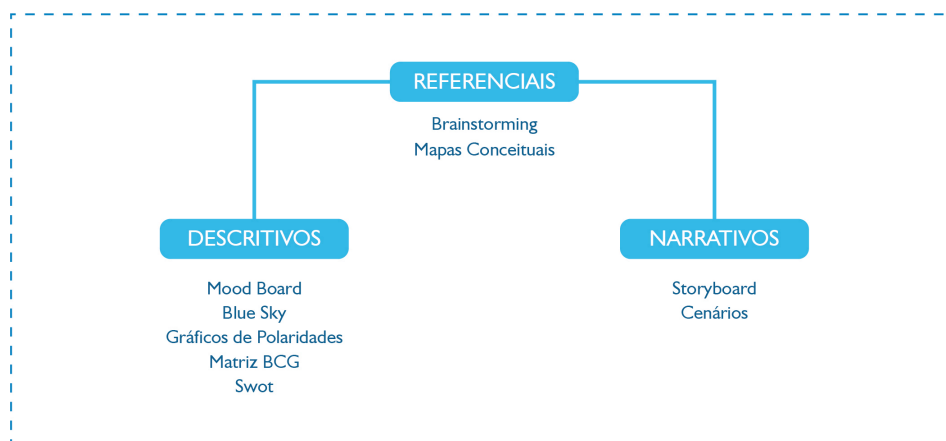 REFERENCIAIS
Brainstorming
Mapas Conceituais
DESCRITIVOS
Mood Board
Blue Sky
Gráficos de Polaridades
Matriz BCG
Swot
NARRATIVOS
Storyboard
Cenários